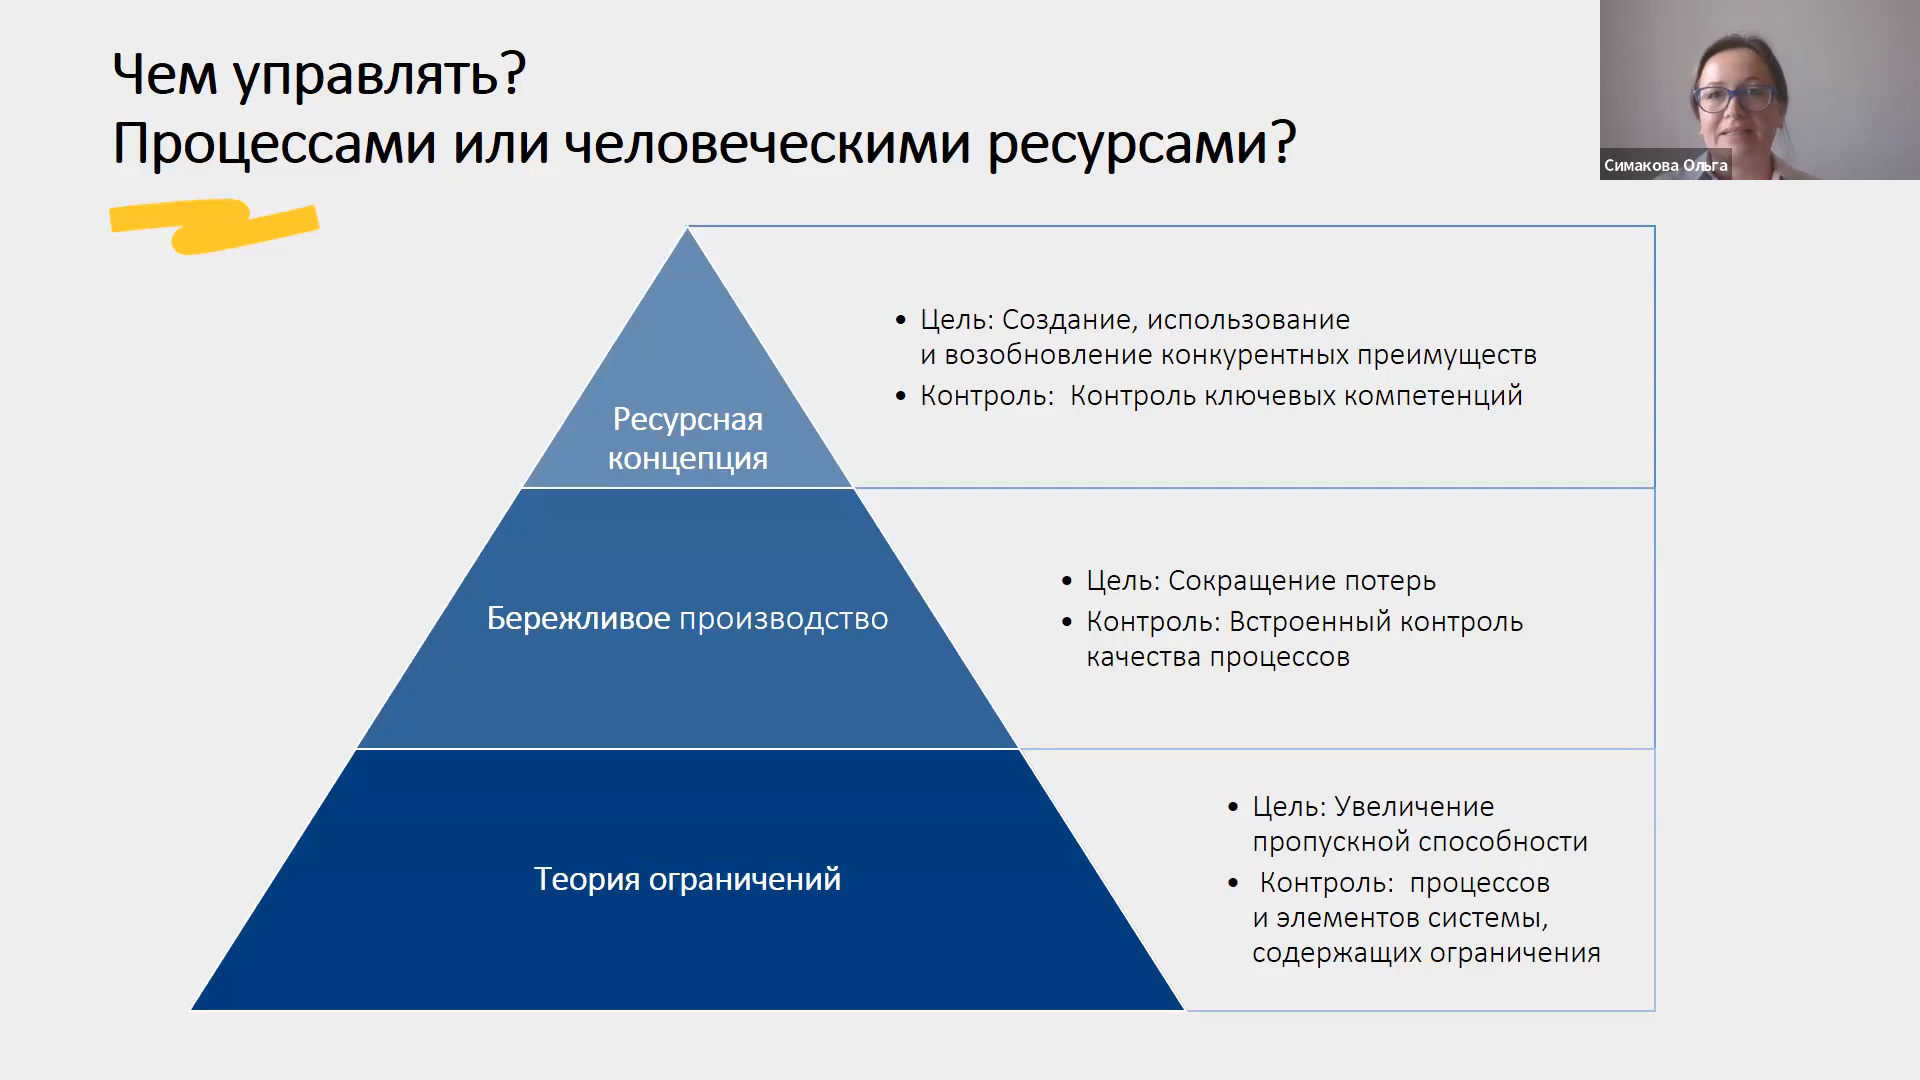 Чем управлять?
Процессами или человеческими ресурсами?
Симакова Ольга
Ресурсная
концепция
• Цель: Создание, использование
и возобновление конкурентных преимуществ
• Контроль:  Контроль ключевых компетенций
Бережливое производство
• Цель: Сокращение потерь
• Контроль: Встроенный контроль
качества процессов
Теория ограничений
• Цель: Увеличение
пропускной способности
• Контроль:  процессов
и элементов системы,
содержащих ограничения